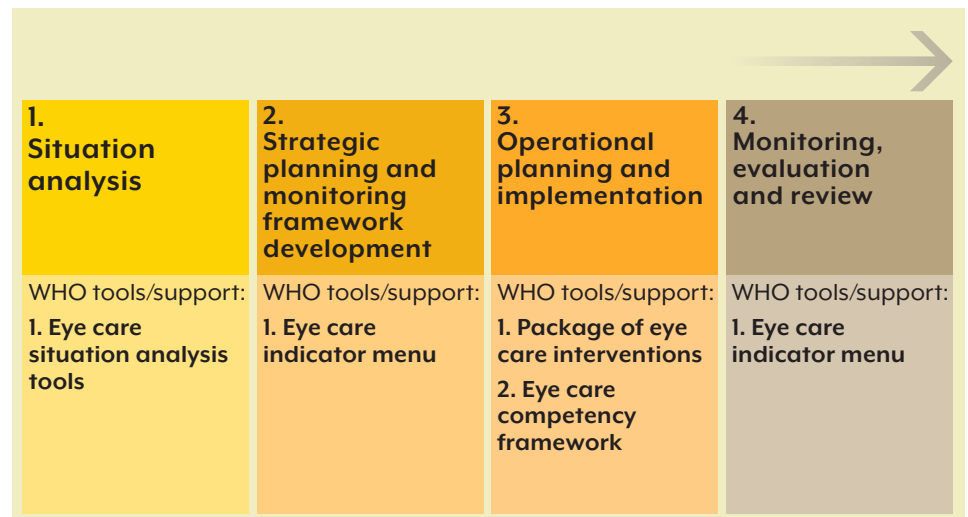 1.
Situation
analysis
2.
Strategic
planning and
monitoring
framework
development
3.
Operational
planning and
implementation
4.
Monitoring,
evaluation
and review
WHO tools/support:
1. Eye care
situation analysis
tools
WHO tools/support:
1. Eye care
indicator menu
WHO tools/support:
1. Package of eye
care interventions
2. Eye care
competency
framework
WHO tools/support:
1. Eye care
indicator menu